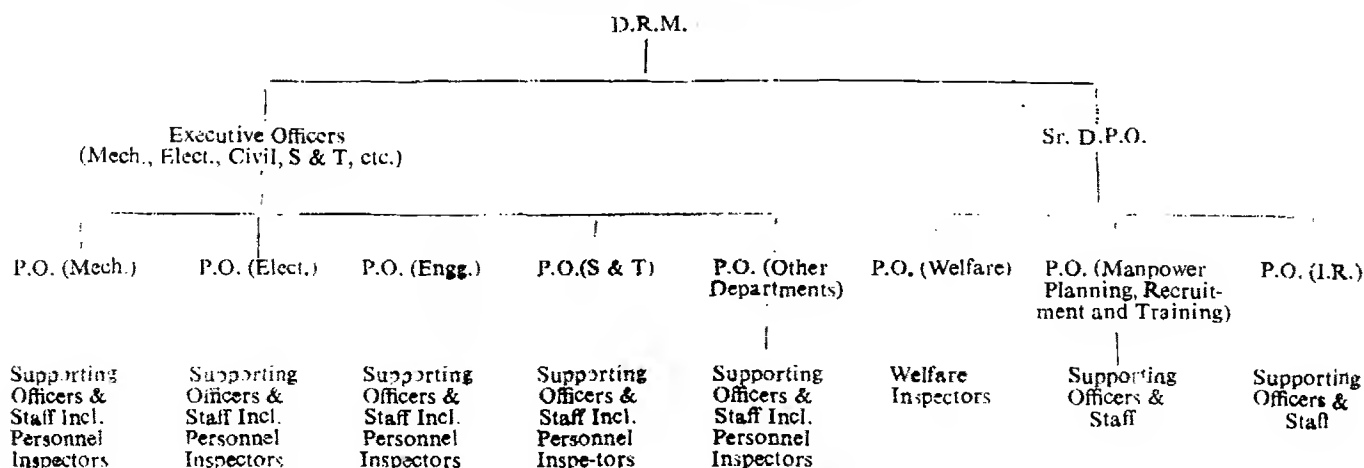 D.R.M.
Executive Officers
(Mech., Elect., Civil, S & T, etc.)
Sr. D.P.O.
P.O. (Mech.)
P.O. (Elect.)
P.O. (Engg.)
P.O.(S & T)
P.O. (Other
Departments)
P.O. (Welfare)
P.O. (Manpower
Planning, Recruit-
ment and Training)
P.O. (I.R.)
Supporting
Officers &
Staff Incl.
Personnel
Inspectors
Supporting
Officers &
Staff Incl.
Personnel
Inspectors
Supporting
Officers &
Staff Incl.
Personnel
Inspectors
Supporting
Officers &
Staff Incl.
Personnel
Inspe-tors
Supporting
Officers &
Staff Incl.
Personnel
Inspectors
Welfare
Inspectors
Supporting
Officers &
Staff
Supporting
Officers &
Staff